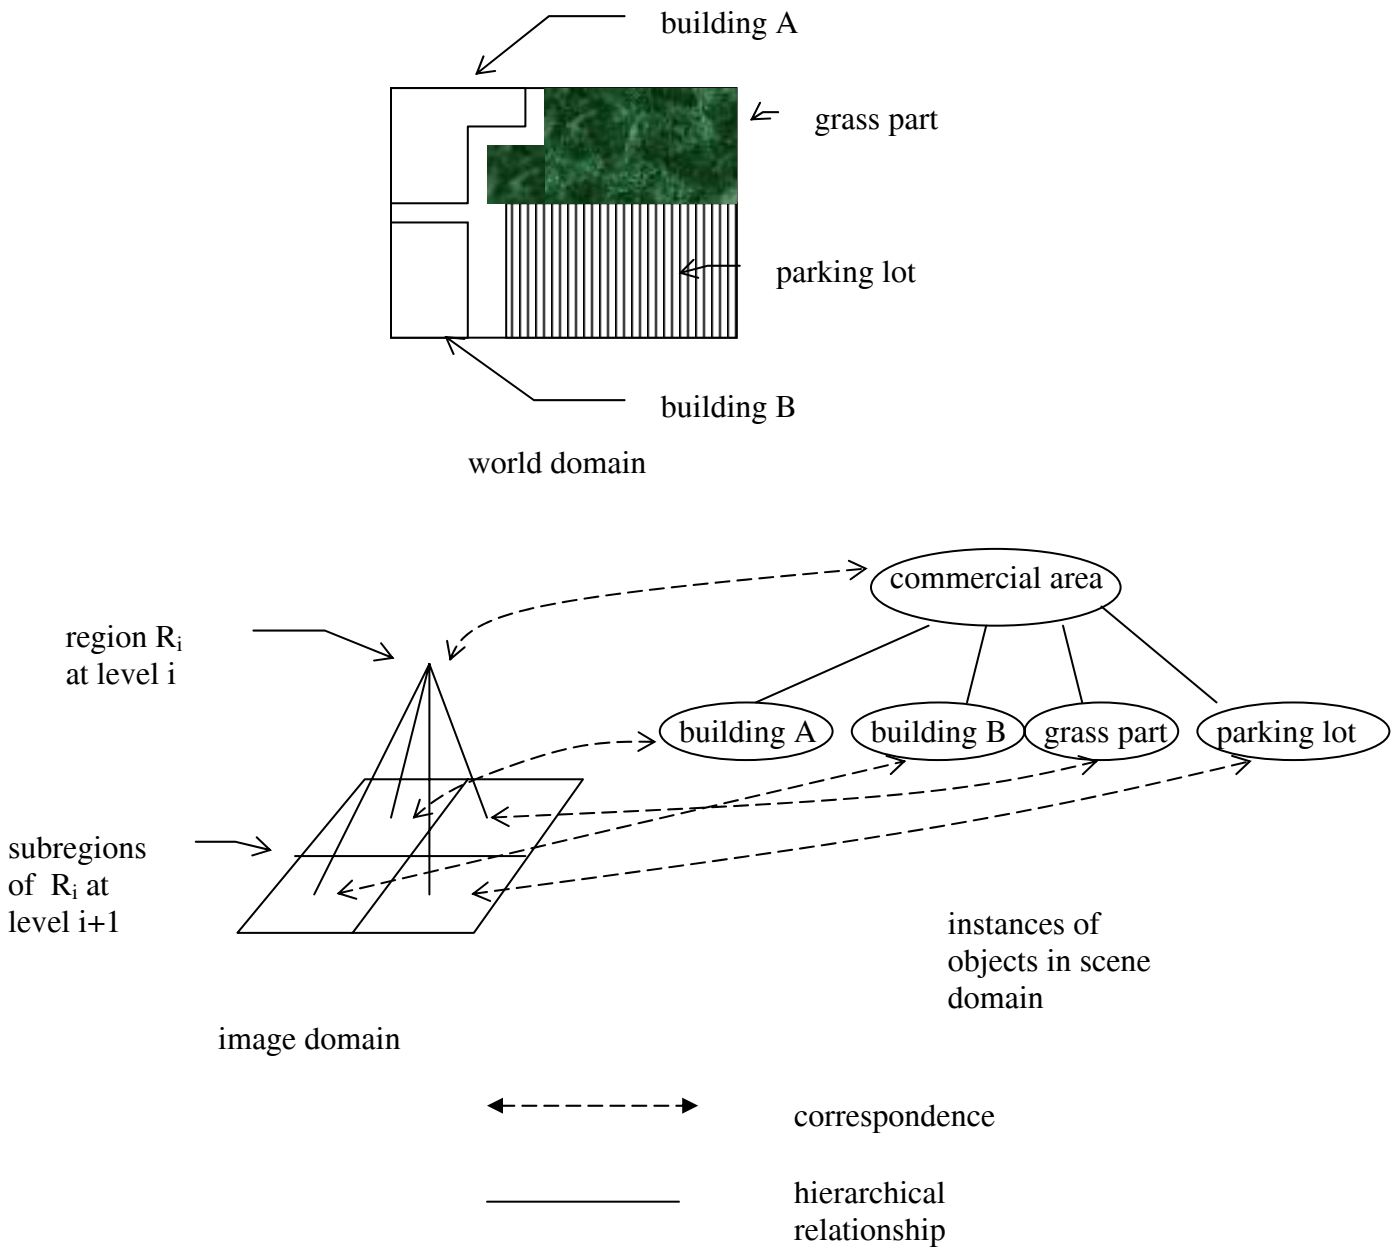 building A
grass part
parking lot
building B
world domain
commercial area
region Rᵢ
at level i
building A
building B
grass part
parking lot
subregions
of Rᵢ at
level i+1
instances of
objects in scene
domain
image domain
correspondence
hierarchical
relationship